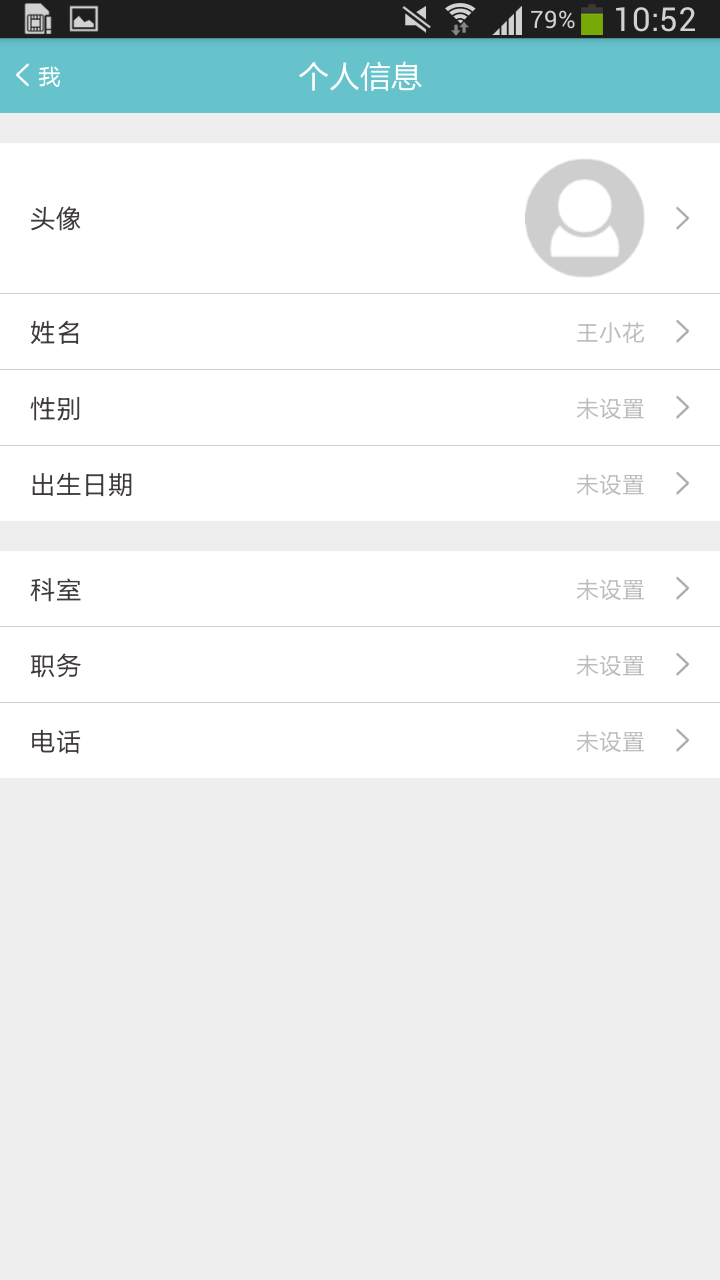 79% 10:52
我 个人信息
头像
姓名 王小花
性别 未设置
出生日期 未设置
科室 未设置
职务 未设置
电话 未设置